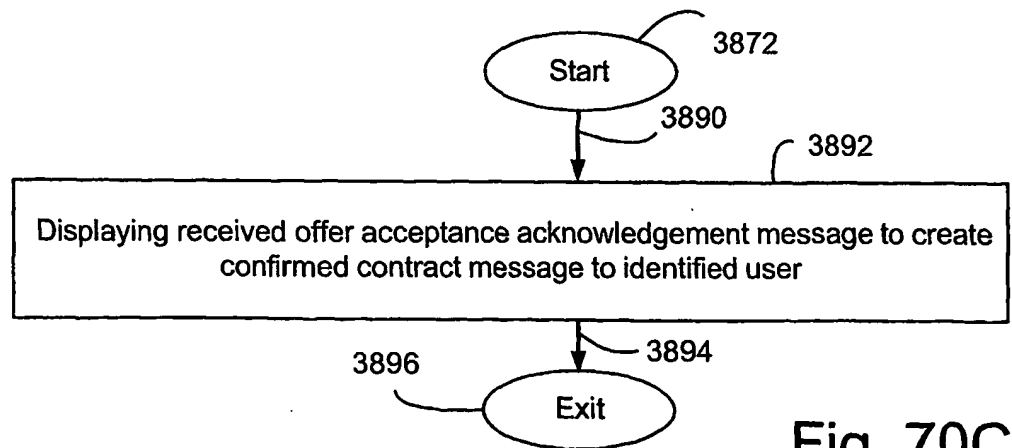 3872
Start
3890
3892
Displaying received offer acceptance acknowledgement message to create
confirmed contract message to identified user
3894
3896
Exit
Fig. 70C